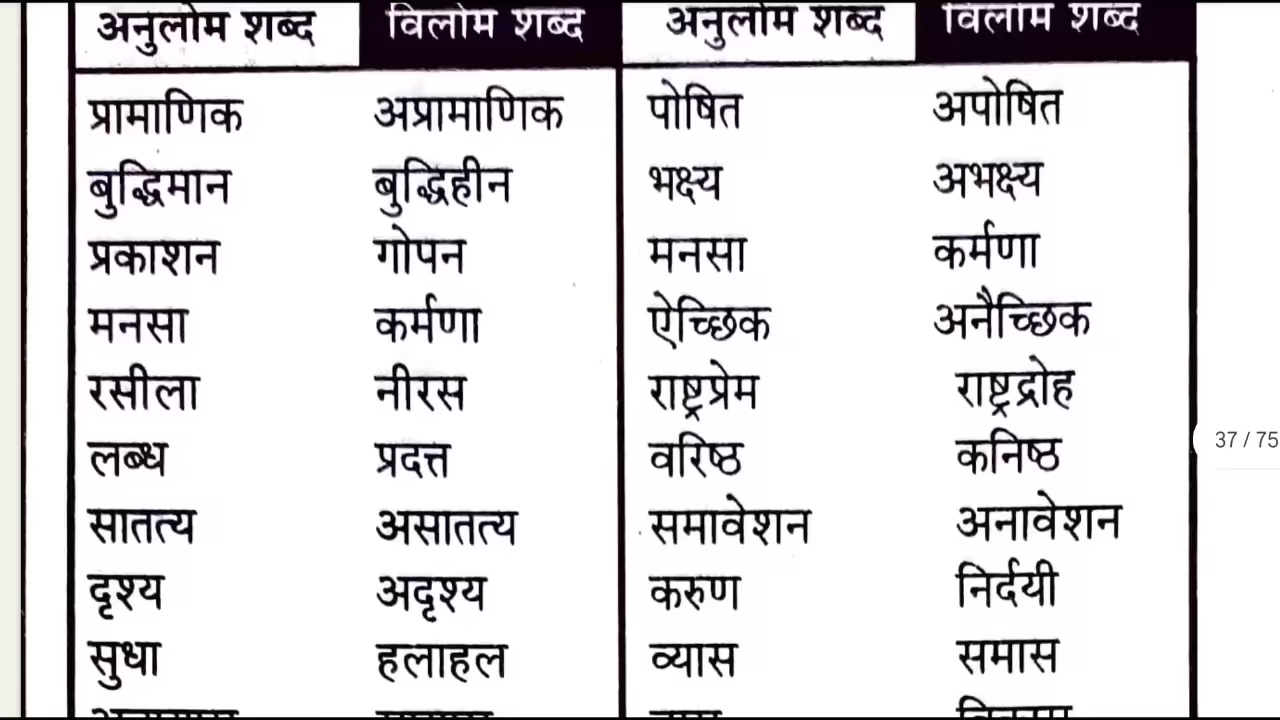 अनुलोम शब्द विलोम शब्द अनुलोम शब्द विलोम शब्द
प्रामाणिक अप्रामाणिक पोषित अपोषित
बुद्धिमान बुद्धिहीन भक्ष्य अभक्ष्य
प्रकाशन गोपन मनसा कर्मणा
मनसा कर्मणा ऐच्छिक अनैच्छिक
रसीला नीरस राष्ट्रप्रेम राष्ट्रद्रोह
लब्ध प्रदत्त वरिष्ठ कनिष्ठ
सातत्य असातत्य समावेशन अनावेशन
दृश्य अदृश्य करुण निर्दयी
सुधा हलाहल व्यास समास
37 / 75